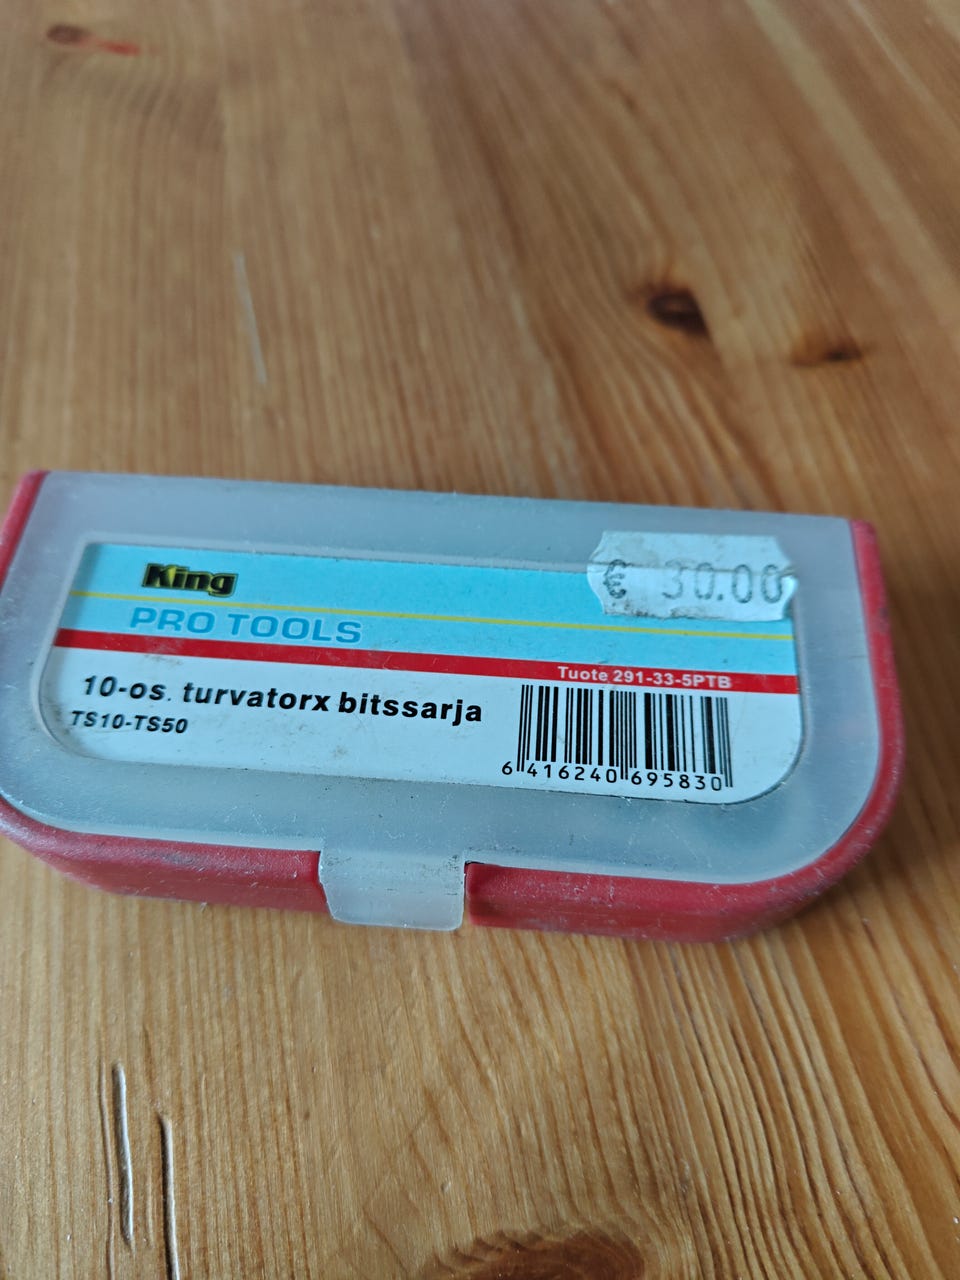 King
€ 30.00
PRO TOOLS
Tuote 291-33-5PTB
10-os. turvatorx bitssarja
TS10-TS50
6 416240 695830